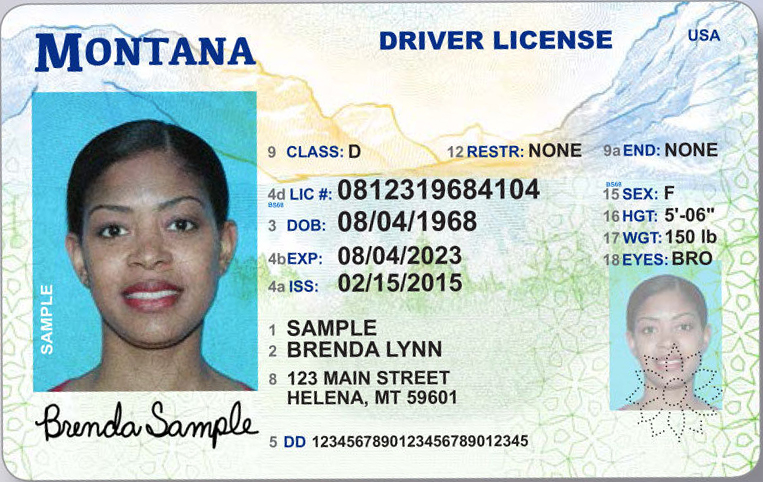 MONTANA DRIVER LICENSE USA
9 CLASS: D 12 RESTR: NONE 9a END: NONE
4d LIC #: 0812319684104 15 SEX: F
BS68 BS68
3 DOB: 08/04/1968 16 HGT: 5'-06"
17 WGT: 150 lb
4b EXP: 08/04/2023 18 EYES: BRO
4a ISS: 02/15/2015
SAMPLE
1 SAMPLE
2 BRENDA LYNN
8 123 MAIN STREET
HELENA, MT 59601
Brenda Sample
5 DD 1234567890123456789012345